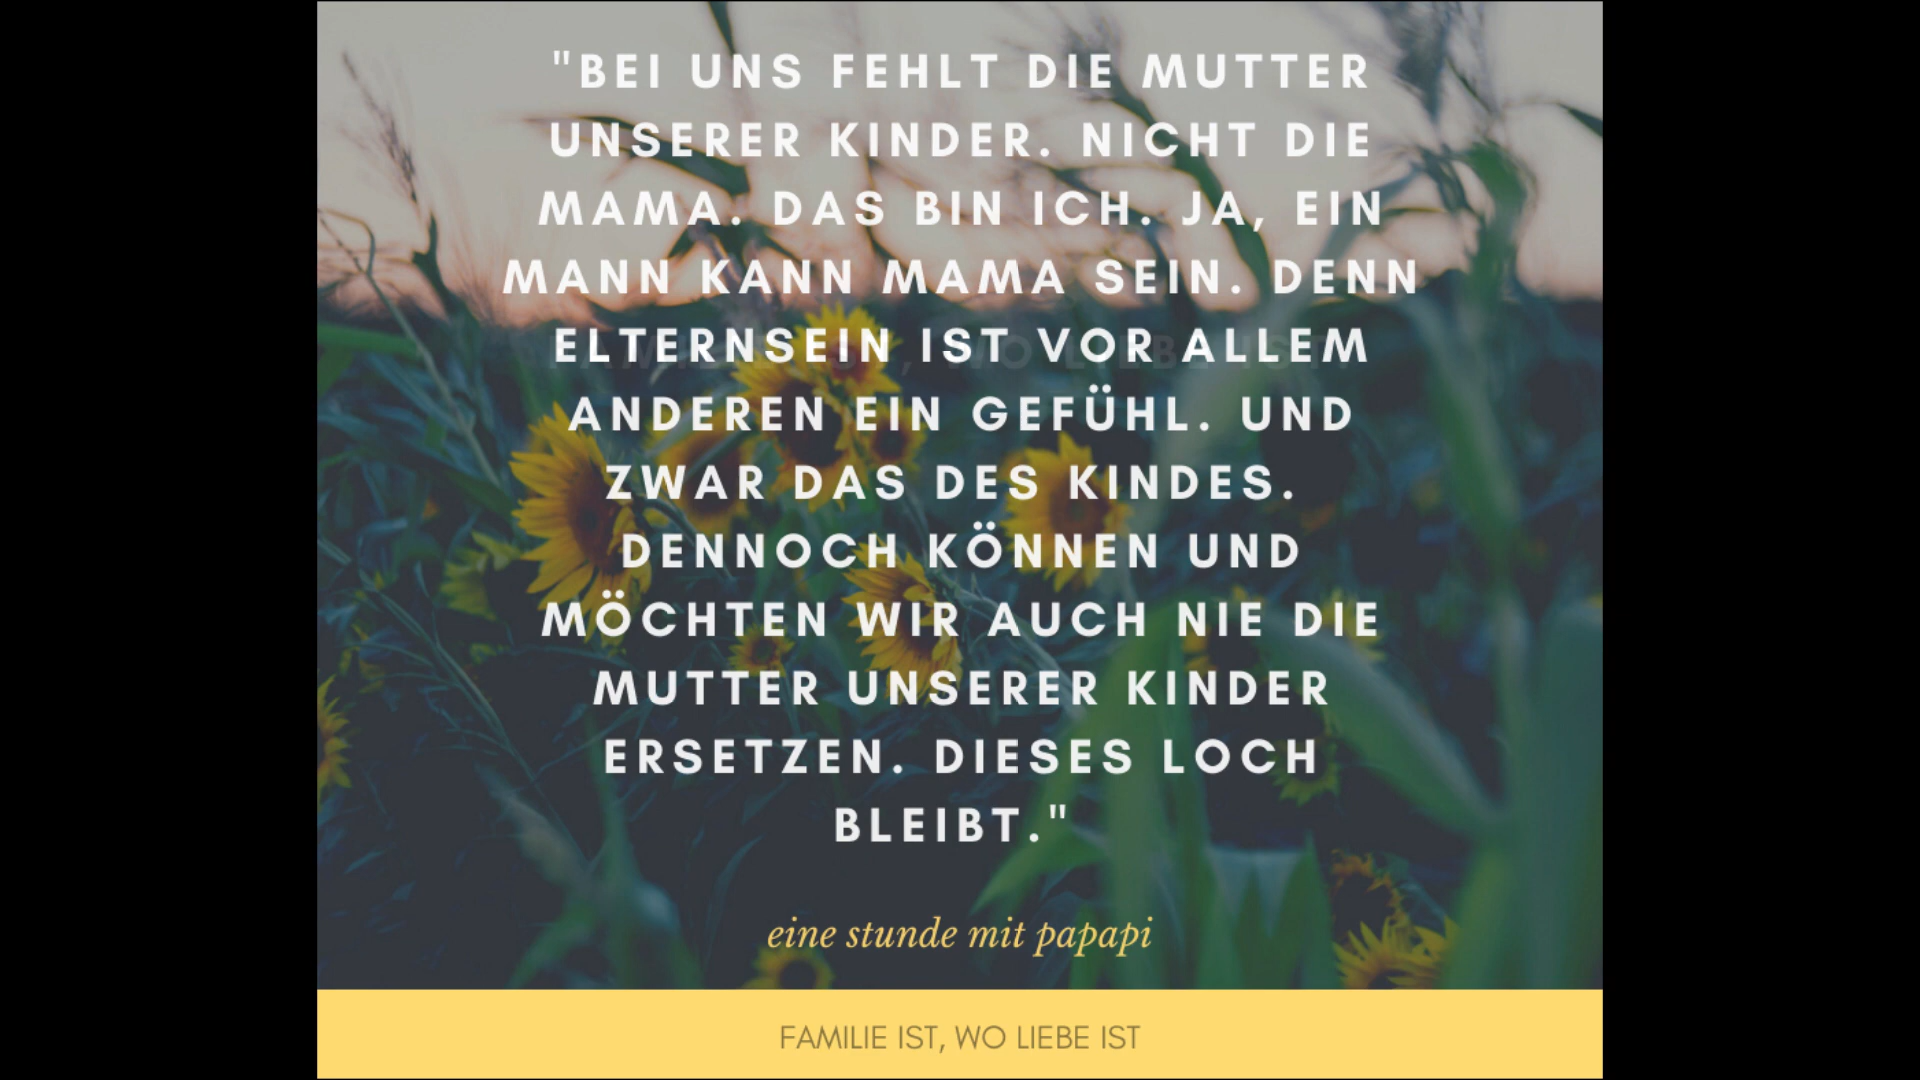 "BEI UNS FEHLT DIE MUTTER
UNSERER KINDER. NICHT DIE
MAMA. DAS BIN ICH. JA, EIN
MANN KANN MAMA SEIN. DENN
ELTERNSEIN IST VOR ALLEM
ANDEREN EIN GEFÜHL. UND
ZWAR DAS DES KINDES.
DENNOCH KÖNNEN UND
MÖCHTEN WIR AUCH NIE DIE
MUTTER UNSERER KINDER
ERSETZEN. DIESES LOCH
BLEIBT."
eine stunde mit papapi
FAMILIE IST, WO LIEBE IST